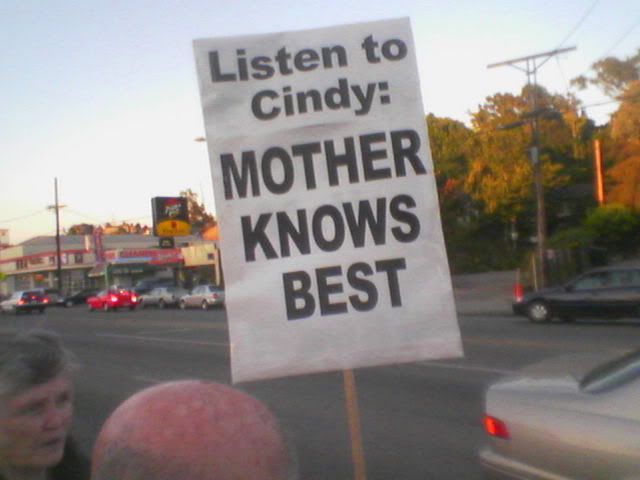 Listen to
Cindy:
MOTHER
KNOWS
BEST